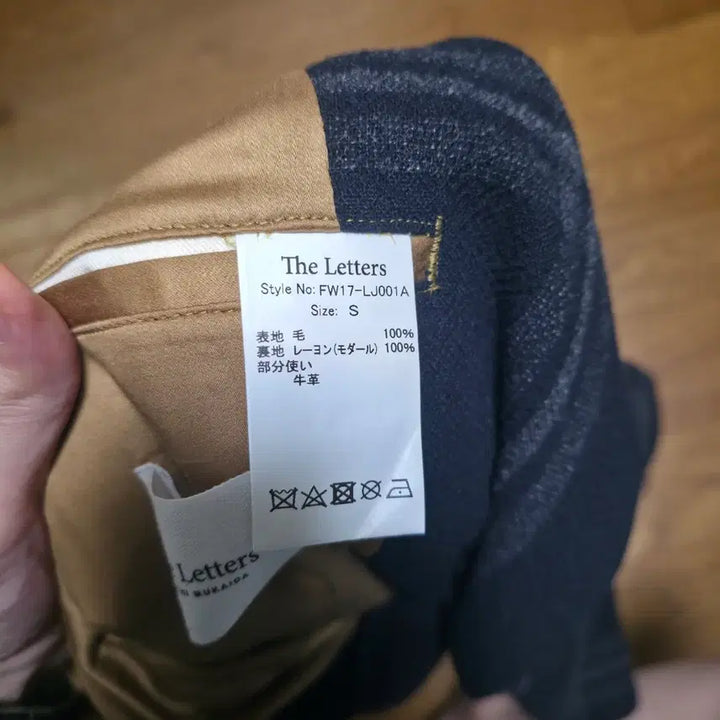 The Letters
Style No: FW17-LJ001A
Size: S
表地 毛 100%
裏地 レーヨン(モダール) 100%
部分使い
牛革
Letters
MUKAIDA